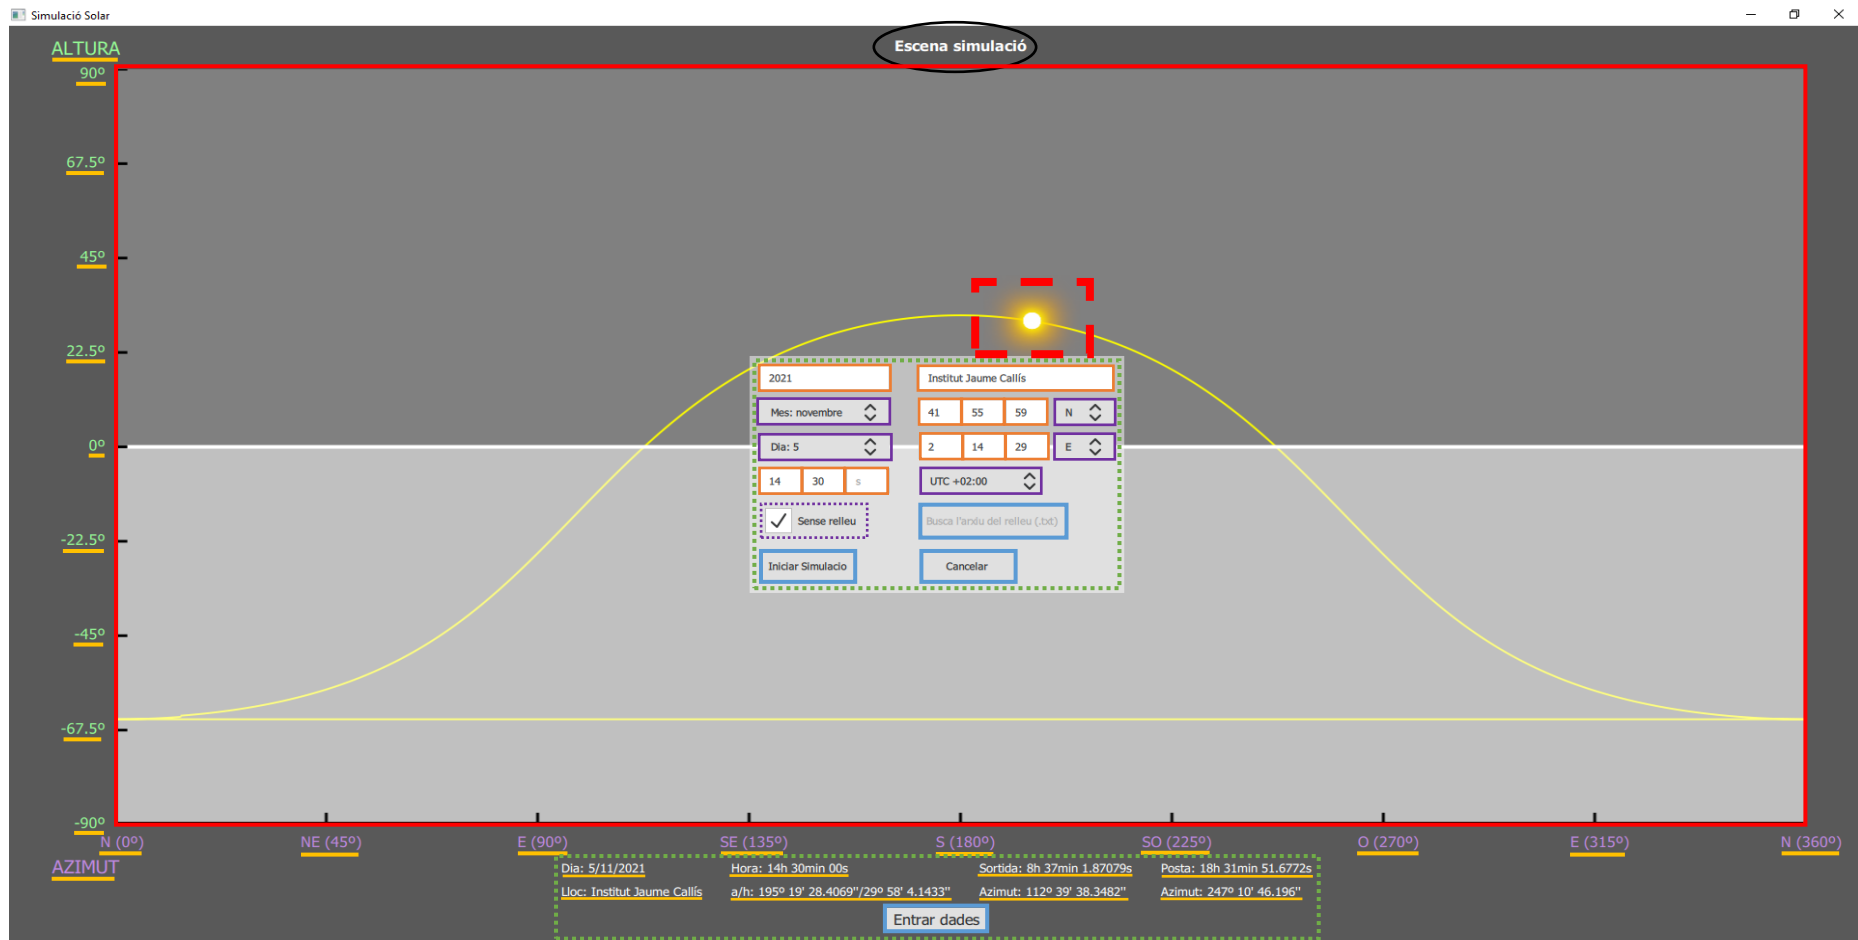 Simulació Solar
Escena simulació
ALTURA
90º
67.5º
45º
22.5º
0º
-22.5º
-45º
-67.5º
-90º
2021
Institut Jaume Callís
Mes: novembre
41 55 59 N
Dia: 5
2 14 29 E
14 30 s
UTC +02:00
Sense relleu
Busca l'arxiu del relleu (.txt)
Iniciar Simulacio
Cancelar
N (0º) NE (45º) E (90º) SE (135º) S (180º) SO (225º) O (270º) E (315º) N (360º)
AZIMUT
Dia: 5/11/2021 Hora: 14h 30min 00s Sortida: 8h 37min 1.87079s Posta: 18h 31min 51.6772s
Lloc: Institut Jaume Callís a/h: 195º 19' 28.4069''/29º 58' 4.1433'' Azimut: 112º 39' 38.3482'' Azimut: 247º 10' 46.196''
Entrar dades